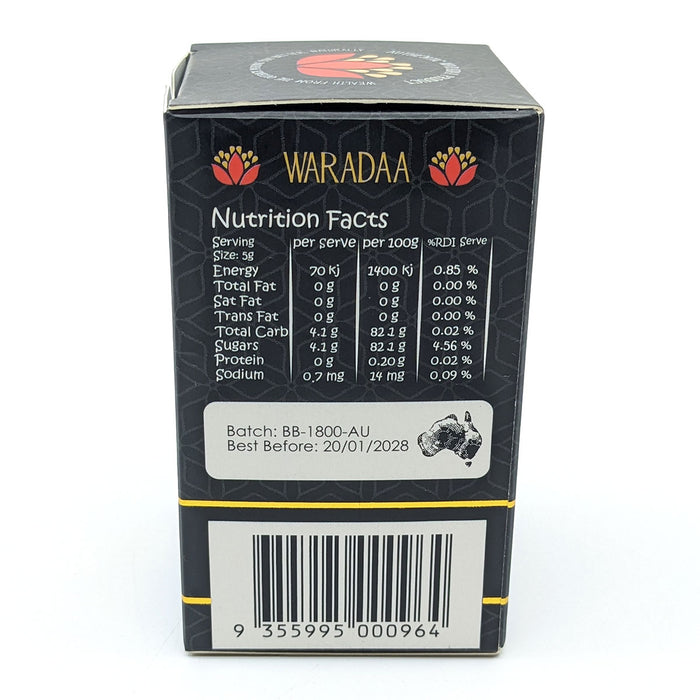 WEALTH FROM THE
WARADAA
Nutrition Facts
Serving Size: 5g per Serve per 100g %RDI Serve
Energy 70 kj 1400 kj 0.85 %
Total Fat 0 g 0 g 0.00 %
Sat Fat 0 g 0 g 0.00 %
Trans Fat 0 g 0 g 0.00 %
Total Carb 4.1 g 82.1 g 0.02 %
Sugars 4.1 g 82.1 g 4.56 %
Protein 0 g 0.20 g 0.02 %
Sodium 0.7 mg 14 mg 0.09 %
Batch: BB-1800-AU
Best Before: 20/01/2028
9 355995 000964